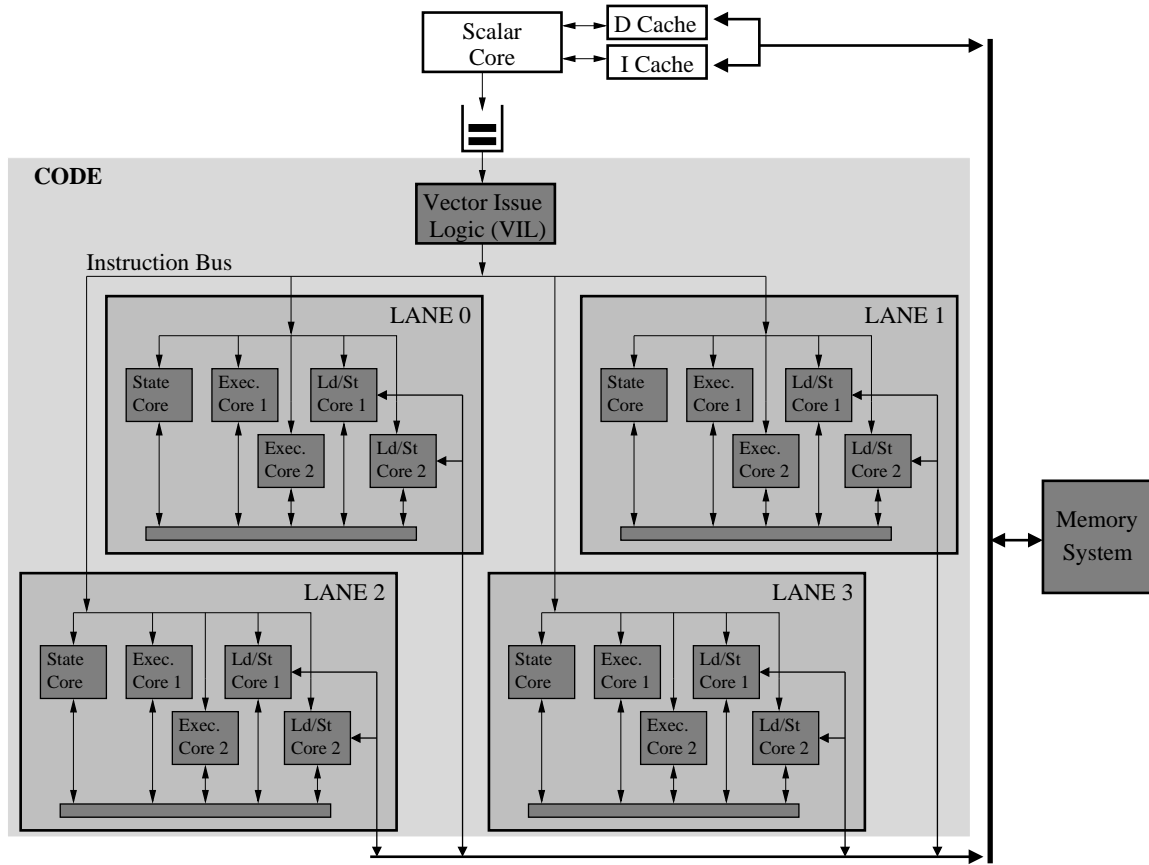 Scalar
Core
D Cache
I Cache
CODE
Vector Issue
Logic (VIL)
Instruction Bus
LANE 0
State
Core
Exec.
Core 1
Ld/St
Core 1
Exec.
Core 2
Ld/St
Core 2
LANE 1
State
Core
Exec.
Core 1
Ld/St
Core 1
Exec.
Core 2
Ld/St
Core 2
Memory
System
LANE 2
State
Core
Exec.
Core 1
Ld/St
Core 1
Exec.
Core 2
Ld/St
Core 2
LANE 3
State
Core
Exec.
Core 1
Ld/St
Core 1
Exec.
Core 2
Ld/St
Core 2